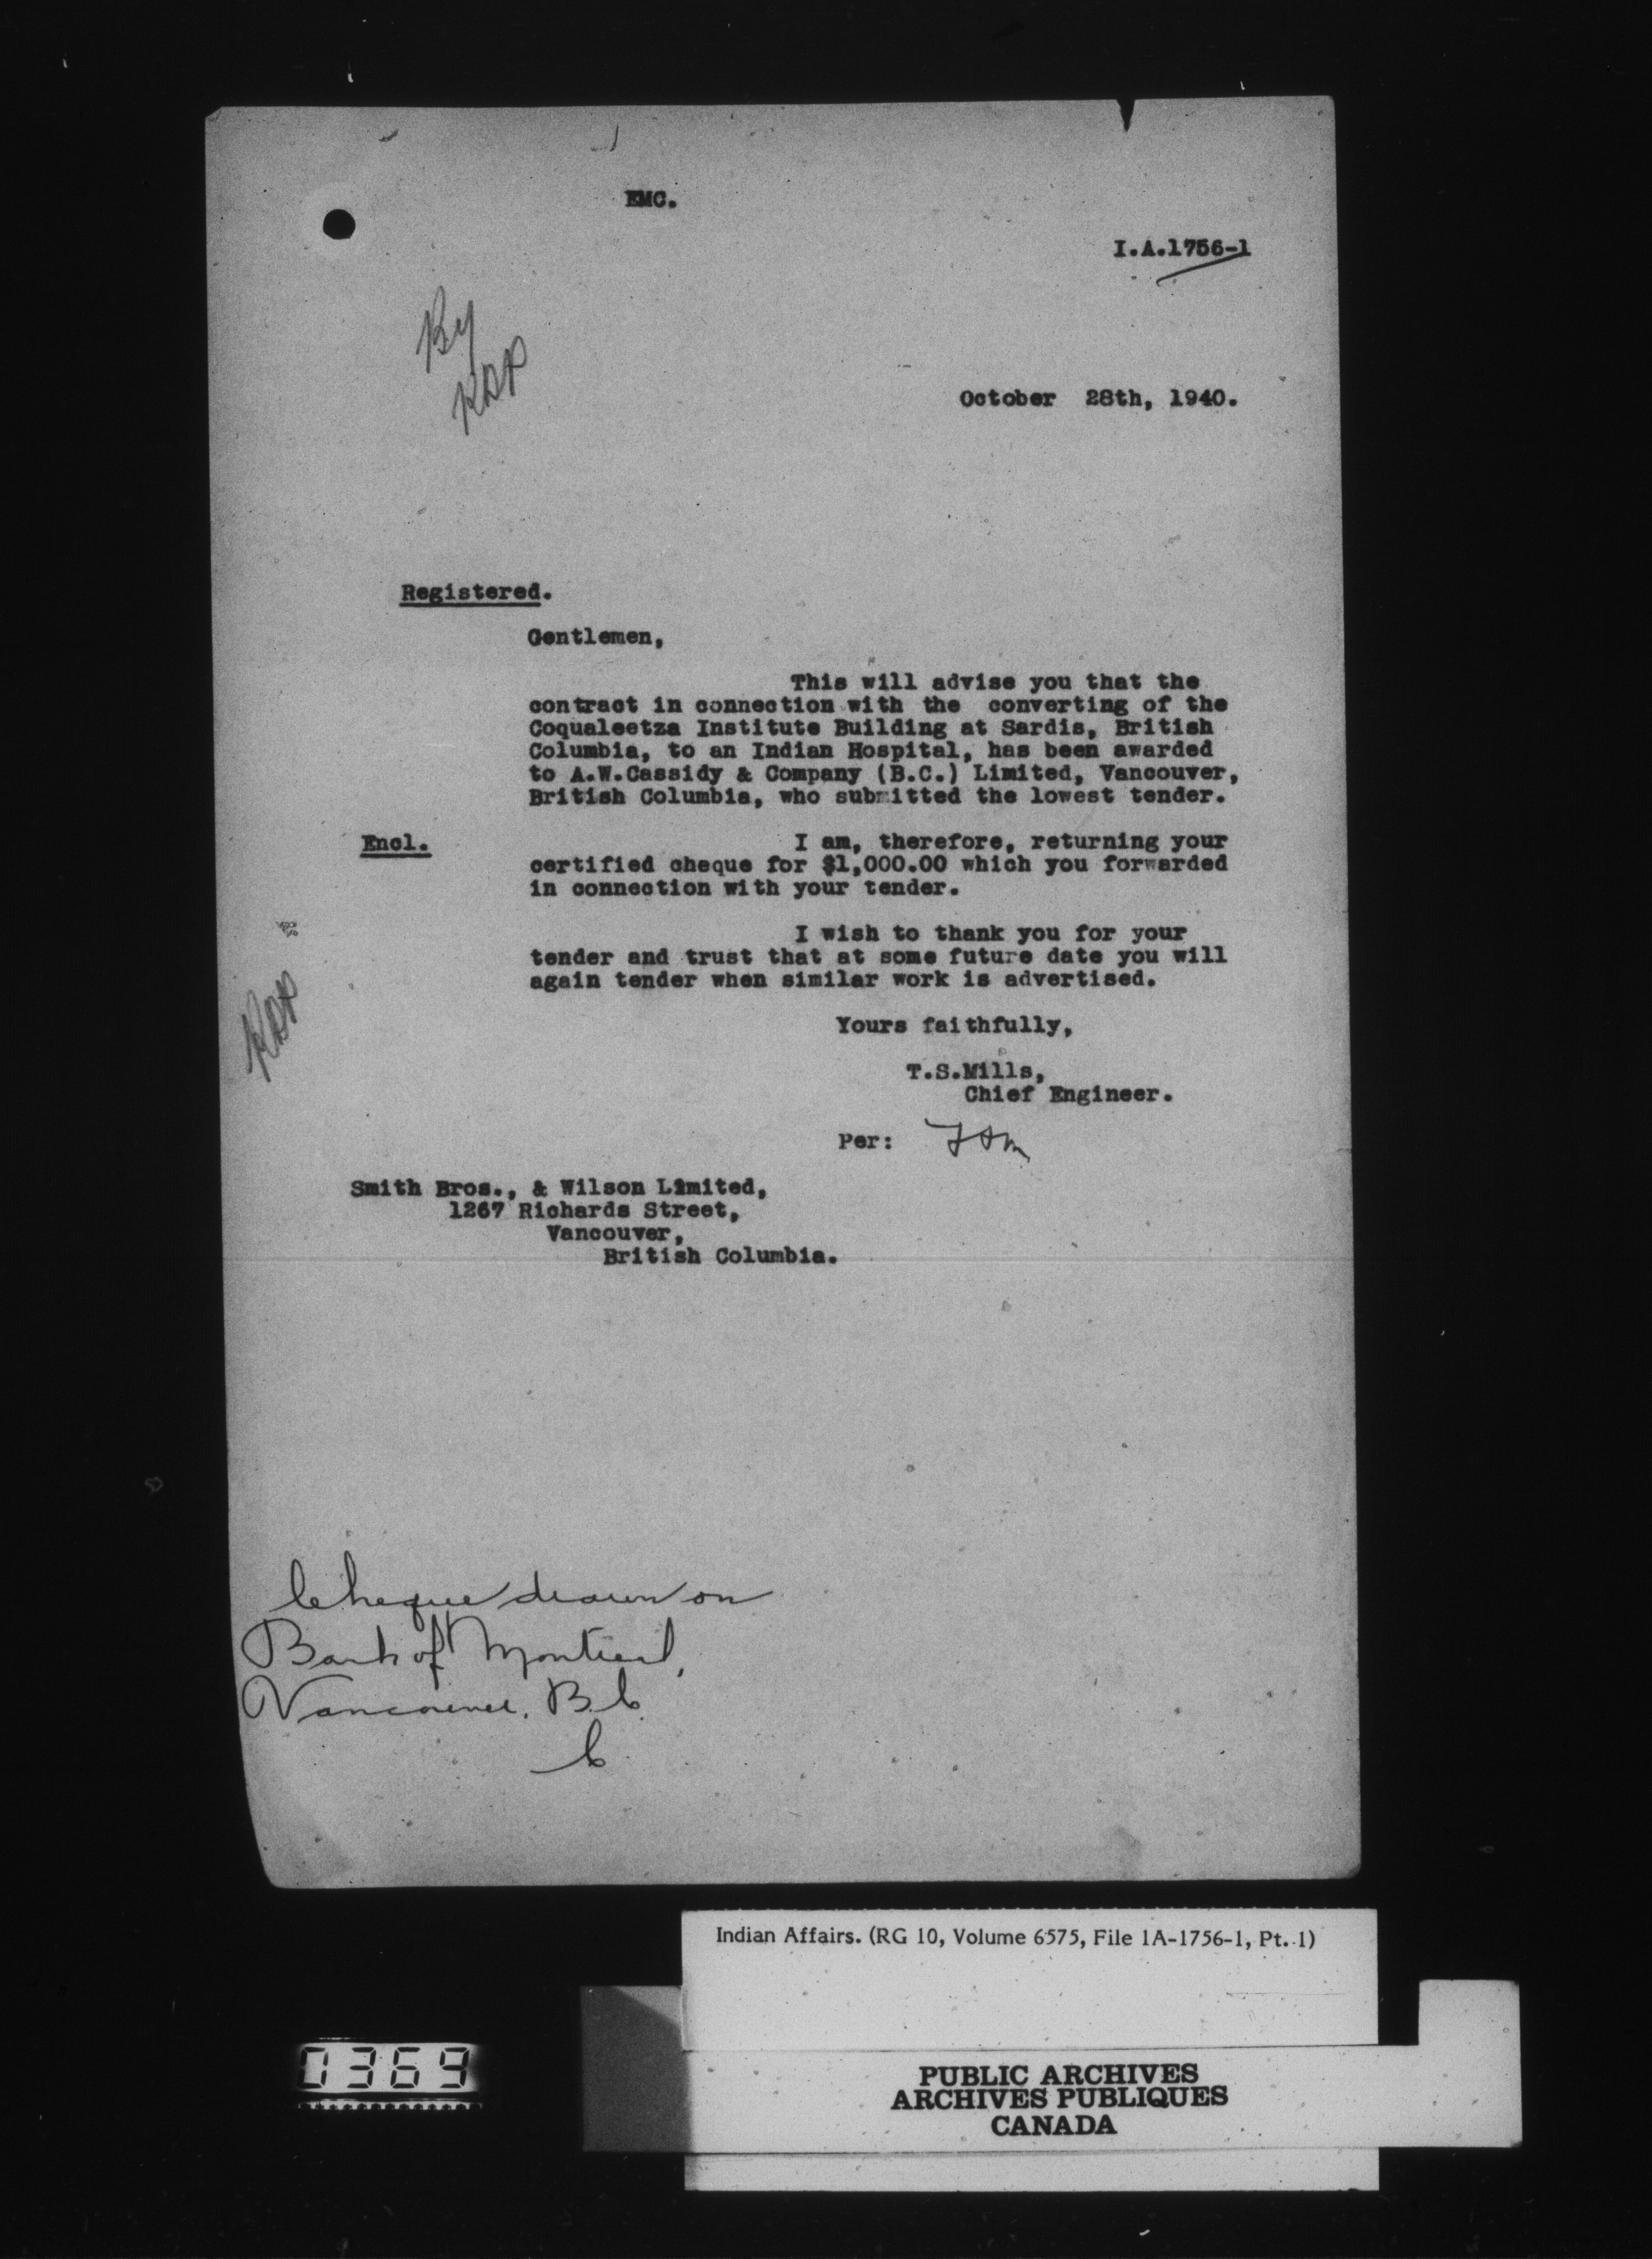 EMC.
I.A.1756-1
By
October 28th, 1940.
Registered.
Gentlemen,
This will advise you that the
contract in connection with the converting of the
Coqualeetza Institute Building at Sardis, British
Columbia, to an Indian Hospital, has been awarded
to A.W.Cassidy & Company (B.C.) Limited, Vancouver,
British Columbia, who submitted the lowest tender.
Encl.
I am, therefore, returning your
certified cheque for $1,000.00 which you forwarded
in connection with your tender.
I wish to thank you for your
tender and trust that at some future date you will
again tender when similar work is advertised.
Yours faithfully,
T.S.Mills,
Chief Engineer.
Per:
Smith Bros., & Wilson Limited,
1267 Richards Street,
Vancouver,
British Columbia.
Cheque drawn on
Bank of Montreal,
Vancouver. B.C.
C
Indian Affairs. (RG 10, Volume 6575, File 1A-1756-1, Pt. 1)
0369
PUBLIC ARCHIVES
ARCHIVES PUBLIQUES
CANADA